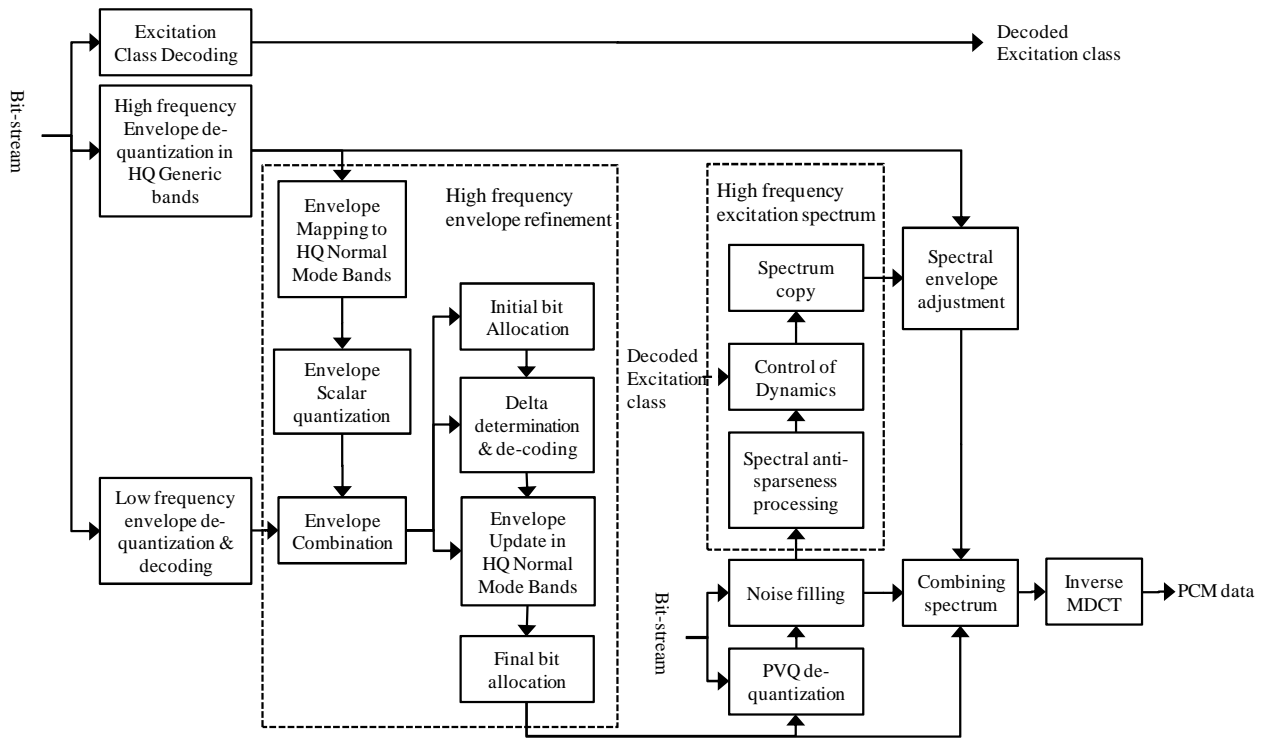 Excitation
Class Decoding
Decoded
Excitation class
Bit-stream
High frequency
Envelope de-
quantization in
HQ Generic
bands
High frequency
envelope refinement
Envelope
Mapping to
HQ Normal
Mode Bands
Envelope
Scalar
quantization
Low frequency
envelope de-
quantization &
decoding
Envelope
Combination
Initial bit
Allocation
Delta
determination
& de-coding
Envelope
Update in
HQ Normal
Mode Bands
Final bit
allocation
High frequency
excitation spectrum
Spectrum
copy
Decoded
Excitation
class
Control of
Dynamics
Spectral anti-
sparseness
processing
Spectral
envelope
adjustment
Bit-stream
Noise filling
PVQ de-
quantization
Combining
spectrum
Inverse
MDCT
PCM data